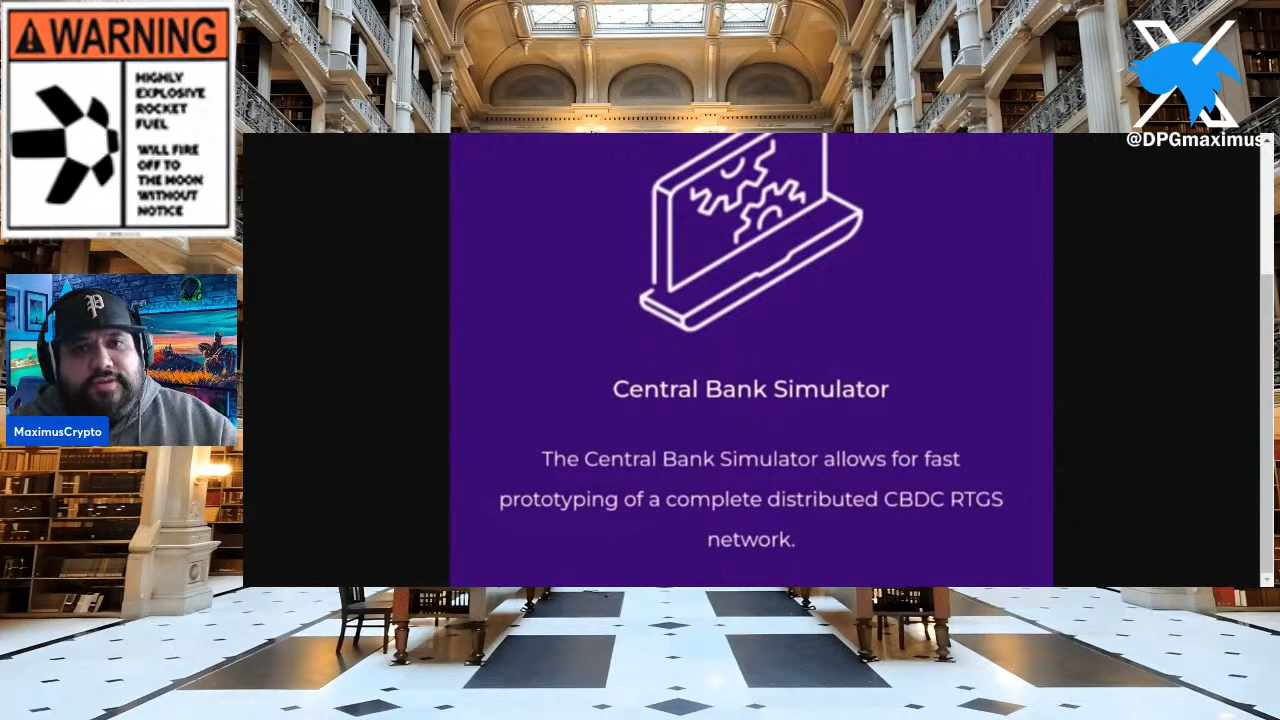 WARNING
HIGHLY
EXPLOSIVE
ROCKET
FUEL
WILL FIRE
OFF TO
THE MOON
WITHOUT
NOTICE
@DPGmaximus
P
MaximusCrypto
Central Bank Simulator
The Central Bank Simulator allows for fast
prototyping of a complete distributed CBDC RTGS
network.